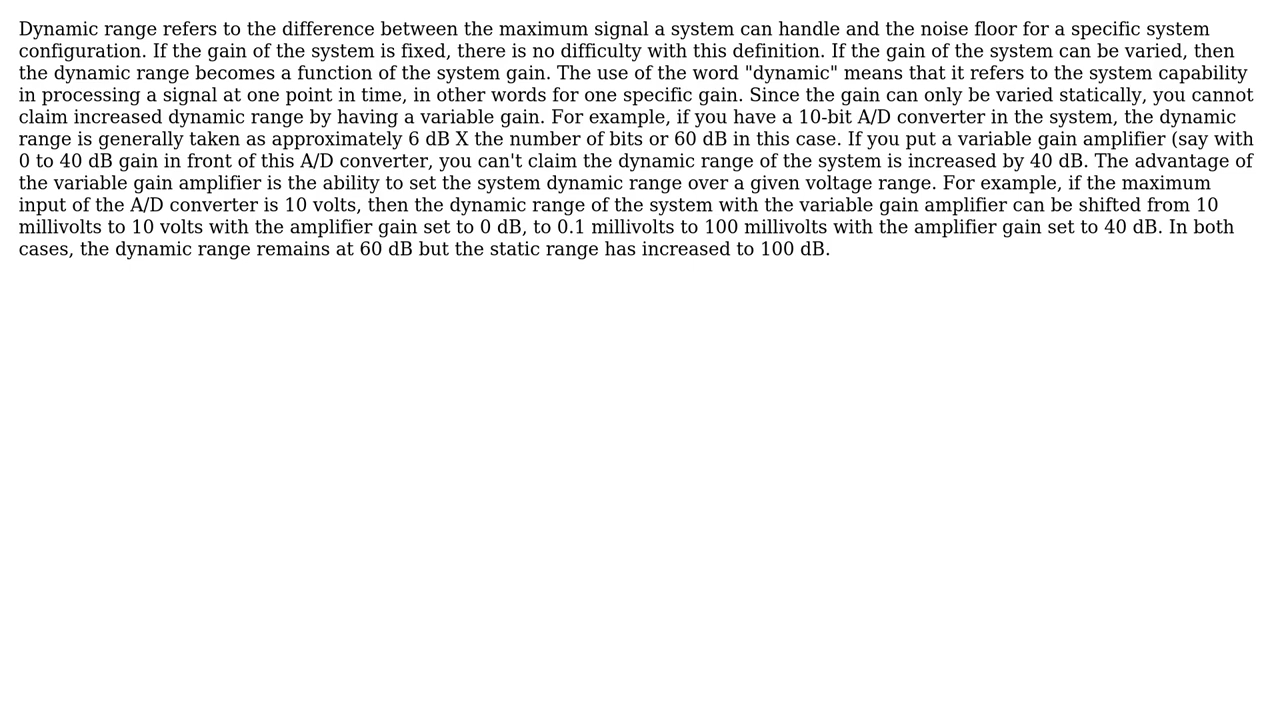 Dynamic range refers to the difference between the maximum signal a system can handle and the noise floor for a specific system
configuration. If the gain of the system is fixed, there is no difficulty with this definition. If the gain of the system can be varied, then
the dynamic range becomes a function of the system gain. The use of the word "dynamic" means that it refers to the system capability
in processing a signal at one point in time, in other words for one specific gain. Since the gain can only be varied statically, you cannot
claim increased dynamic range by having a variable gain. For example, if you have a 10-bit A/D converter in the system, the dynamic
range is generally taken as approximately 6 dB X the number of bits or 60 dB in this case. If you put a variable gain amplifier (say with
0 to 40 dB gain in front of this A/D converter, you can't claim the dynamic range of the system is increased by 40 dB. The advantage of
the variable gain amplifier is the ability to set the system dynamic range over a given voltage range. For example, if the maximum
input of the A/D converter is 10 volts, then the dynamic range of the system with the variable gain amplifier can be shifted from 10
millivolts to 10 volts with the amplifier gain set to 0 dB, to 0.1 millivolts to 100 millivolts with the amplifier gain set to 40 dB. In both
cases, the dynamic range remains at 60 dB but the static range has increased to 100 dB.